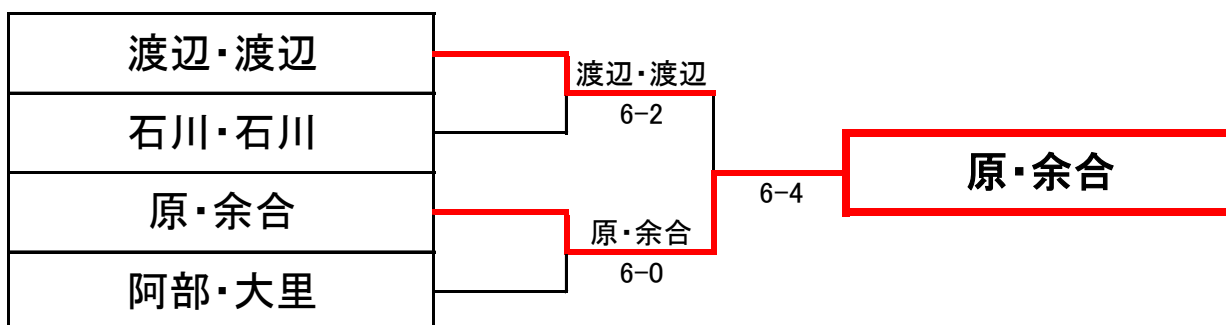 渡辺・渡辺
石川・石川
原・余合
阿部・大里
渡辺・渡辺
6-2
原・余合
6-0
6-4
原・余合